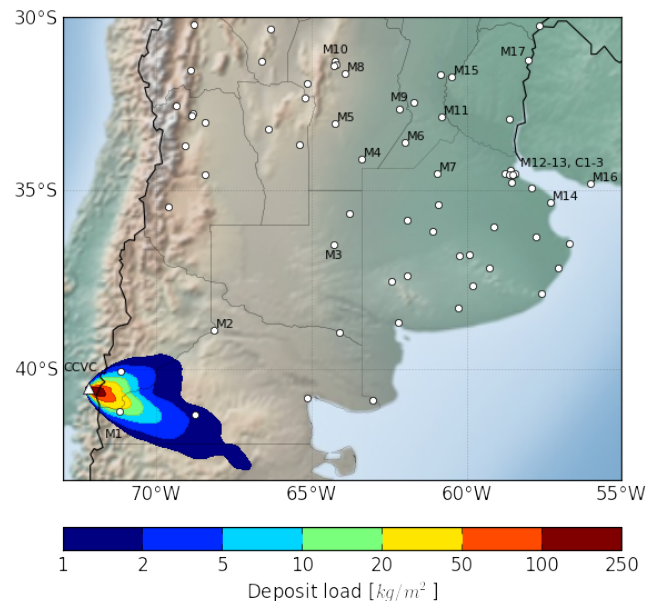 30°S
M10
M8
M17
M15
M9
M11
M5
M6
M4
M12-13, C1-3
35°S
M7
M16
M14
M3
M2
CCVC
40°S
M1
70°W 65°W 60°W 55°W
1 2 5 10 20 50 100 250
Deposit load [kg/m² ]